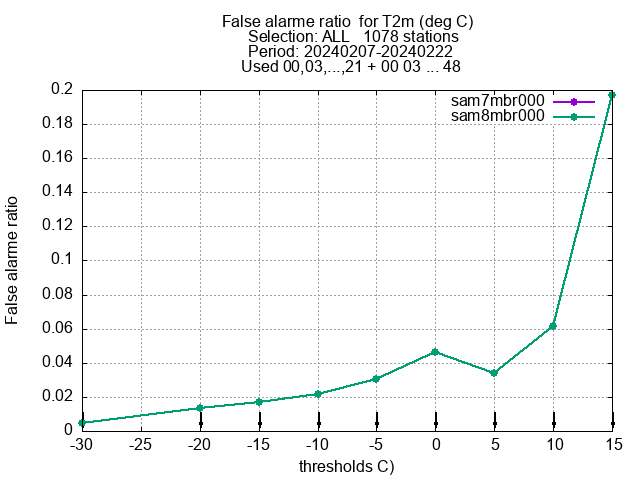 False alarme ratio  for T2m (deg C)
Selection: ALL   1078 stations
Period: 20240207-20240222
Used 00,03,...,21 + 00 03 ... 48
sam7mbr000
sam8mbr000
0.2
0.18
0.16
0.14
0.12
0.1
0.08
0.06
0.04
0.02
0
False alarme ratio
-30 -25 -20 -15 -10 -5 0 5 10 15
thresholds C)